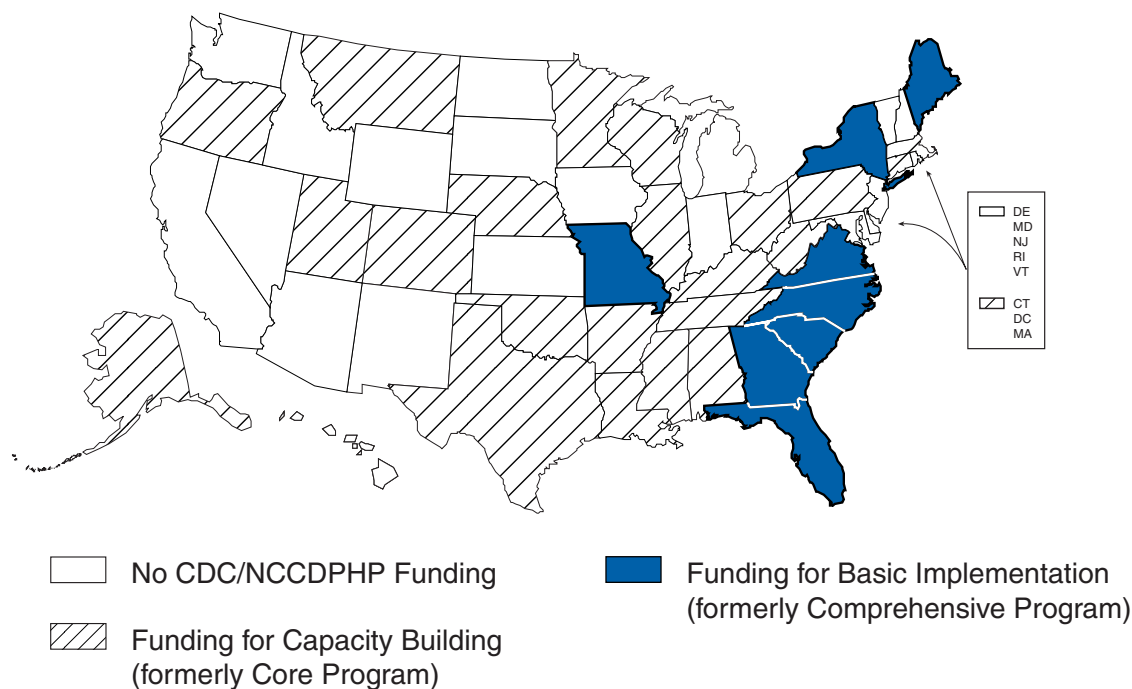 DE
MD
NJ
RI
VT
CT
DC
MA
No CDC/NCCDPHP Funding
Funding for Capacity Building
(formerly Core Program)
Funding for Basic Implementation
(formerly Comprehensive Program)